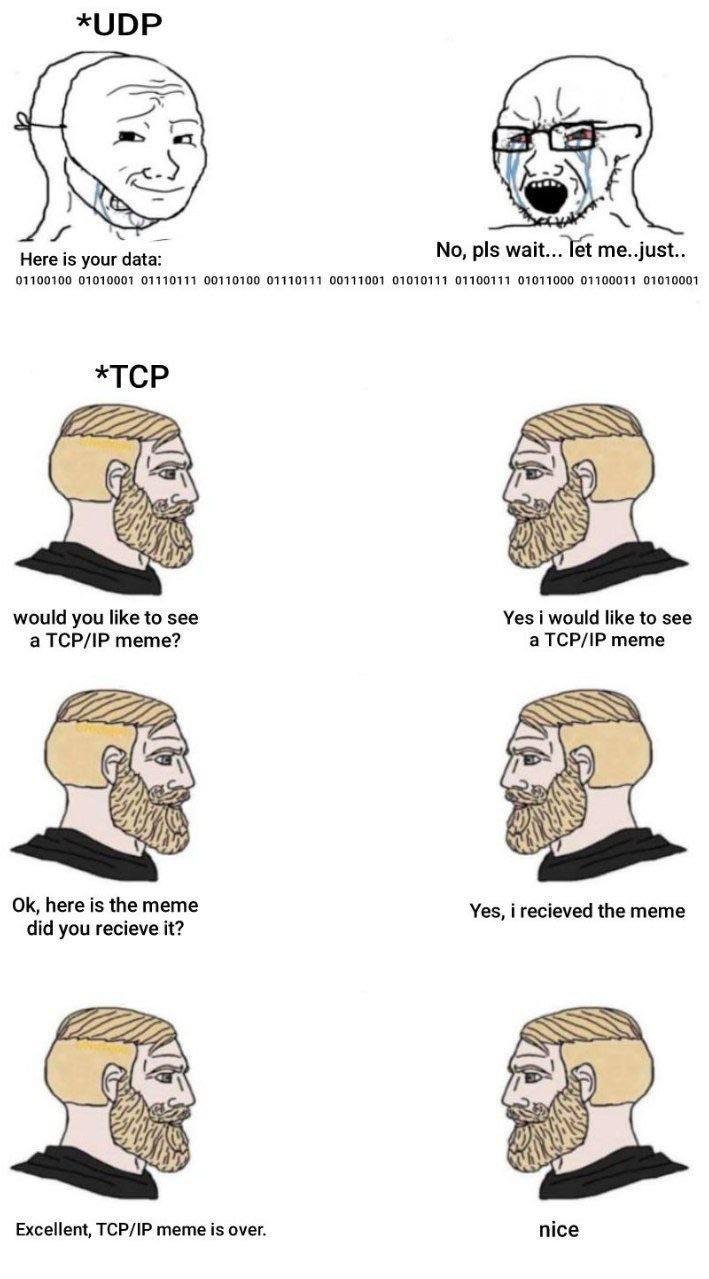 *UDP
Here is your data:
No, pls wait... let me..just..
01100100 01010001 01110111 00110100 01110111 00111001 01010111 01100111 01011000 01100011 01010001
*TCP
would you like to see
a TCP/IP meme?
Yes i would like to see
a TCP/IP meme
Ok, here is the meme
did you recieve it?
Yes, i recieved the meme
Excellent, TCP/IP meme is over.
nice